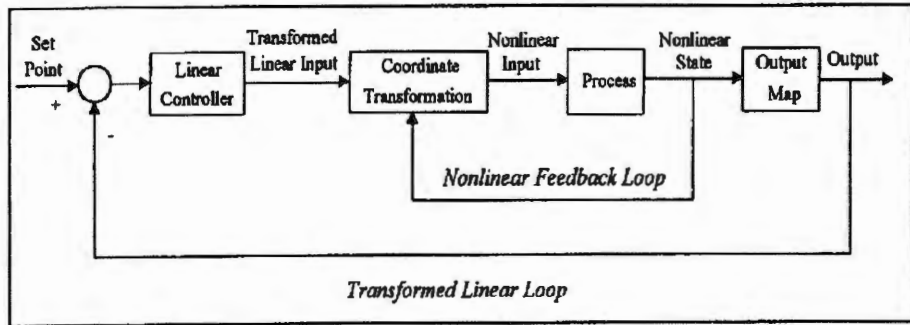 Set
Point
+
-
Linear
Controller
Transformed
Linear Input
Coordinate
Transformation
Nonlinear
Input
Process
Nonlinear
State
Output
Map
Output
Nonlinear Feedback Loop
Transformed Linear Loop